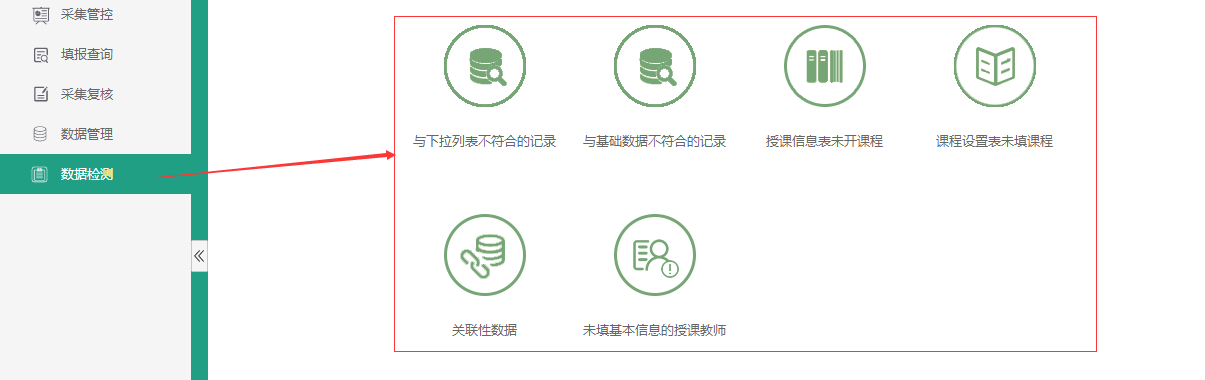 采集管控
填报查询
采集复核
数据管理
数据检测
与下拉列表不符合的记录
与基础数据不符合的记录
授课信息表未开课程
课程设置表未填课程
关联性数据
未填基本信息的授课教师